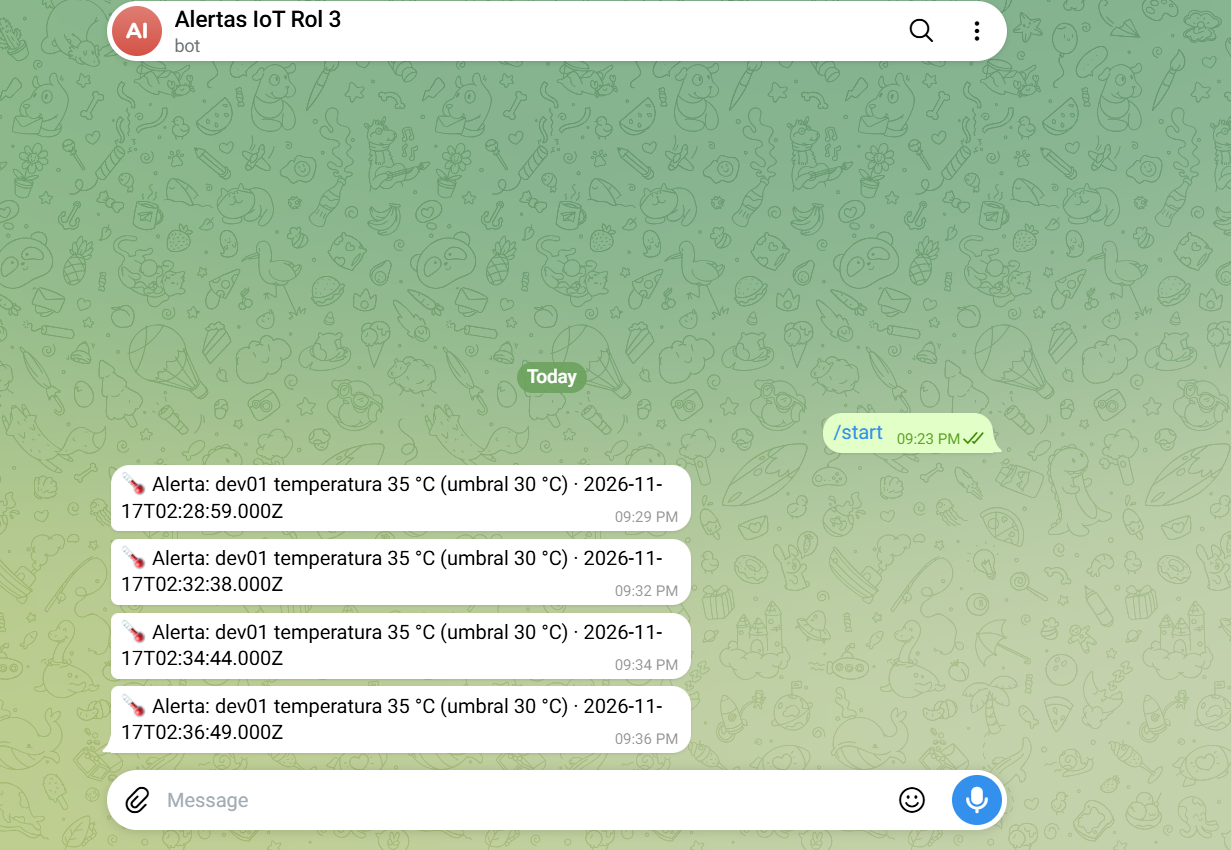 AI
Alertas IoT Rol 3
bot
Today
/start 09:23 PM
Alerta: dev01 temperatura 35 °C (umbral 30 °C) · 2026-11-
17T02:28:59.000Z
09:29 PM
Alerta: dev01 temperatura 35 °C (umbral 30 °C) · 2026-11-
17T02:32:38.000Z
09:32 PM
Alerta: dev01 temperatura 35 °C (umbral 30 °C) · 2026-11-
17T02:34:44.000Z
09:34 PM
Alerta: dev01 temperatura 35 °C (umbral 30 °C) · 2026-11-
17T02:36:49.000Z
09:36 PM
Message